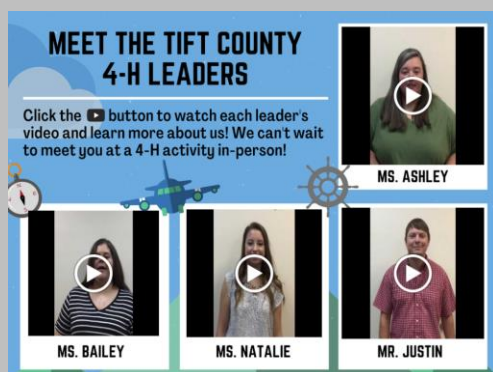 MEET THE TIFT COUNTY
4-H LEADERS
Click the button to watch each leader's
video and learn more about us! We can't wait
to meet you at a 4-H activity in-person!
MS. ASHLEY
MS. BAILEY
MS. NATALIE
MR. JUSTIN